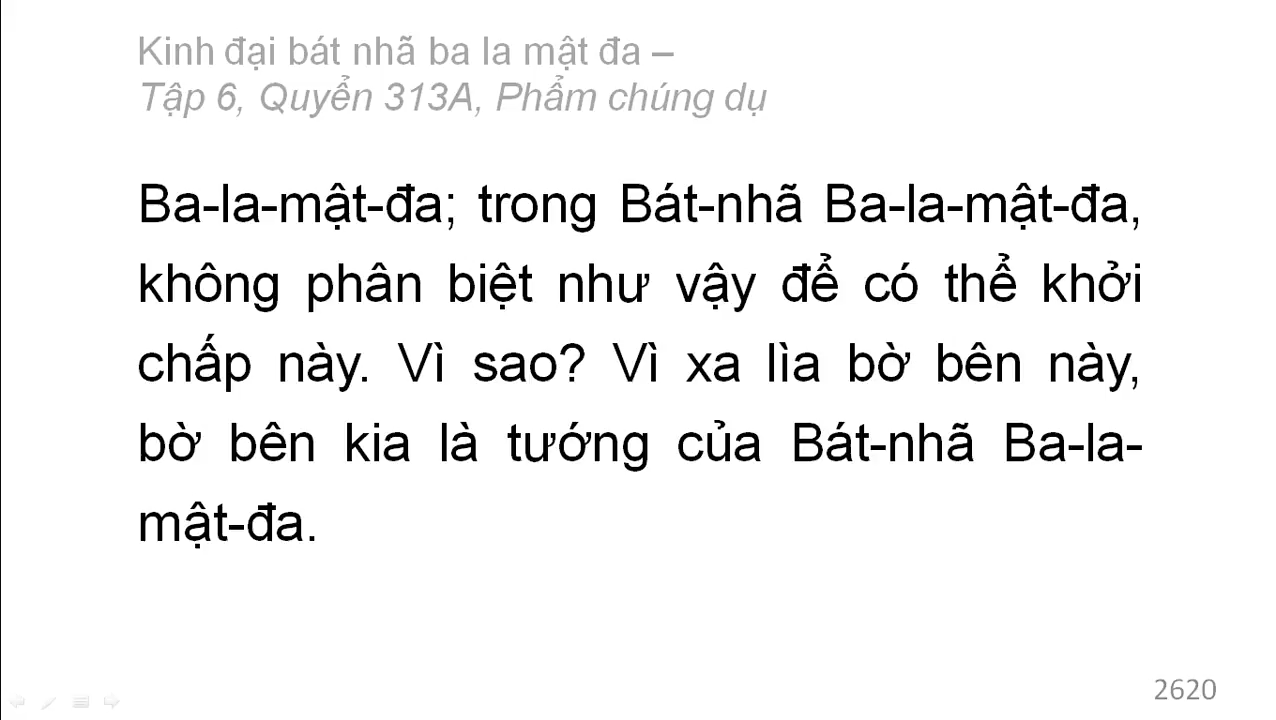 Kinh đại bát nhã ba la mật đa –
Tập 6, Quyển 313A, Phẩm chúng dụ
Ba-la-mật-đa; trong Bát-nhã Ba-la-mật-đa,
không phân biệt như vậy để có thể khởi
chấp này. Vì sao? Vì xa lìa bờ bên này,
bờ bên kia là tướng của Bát-nhã Ba-la-
mật-đa.
2620